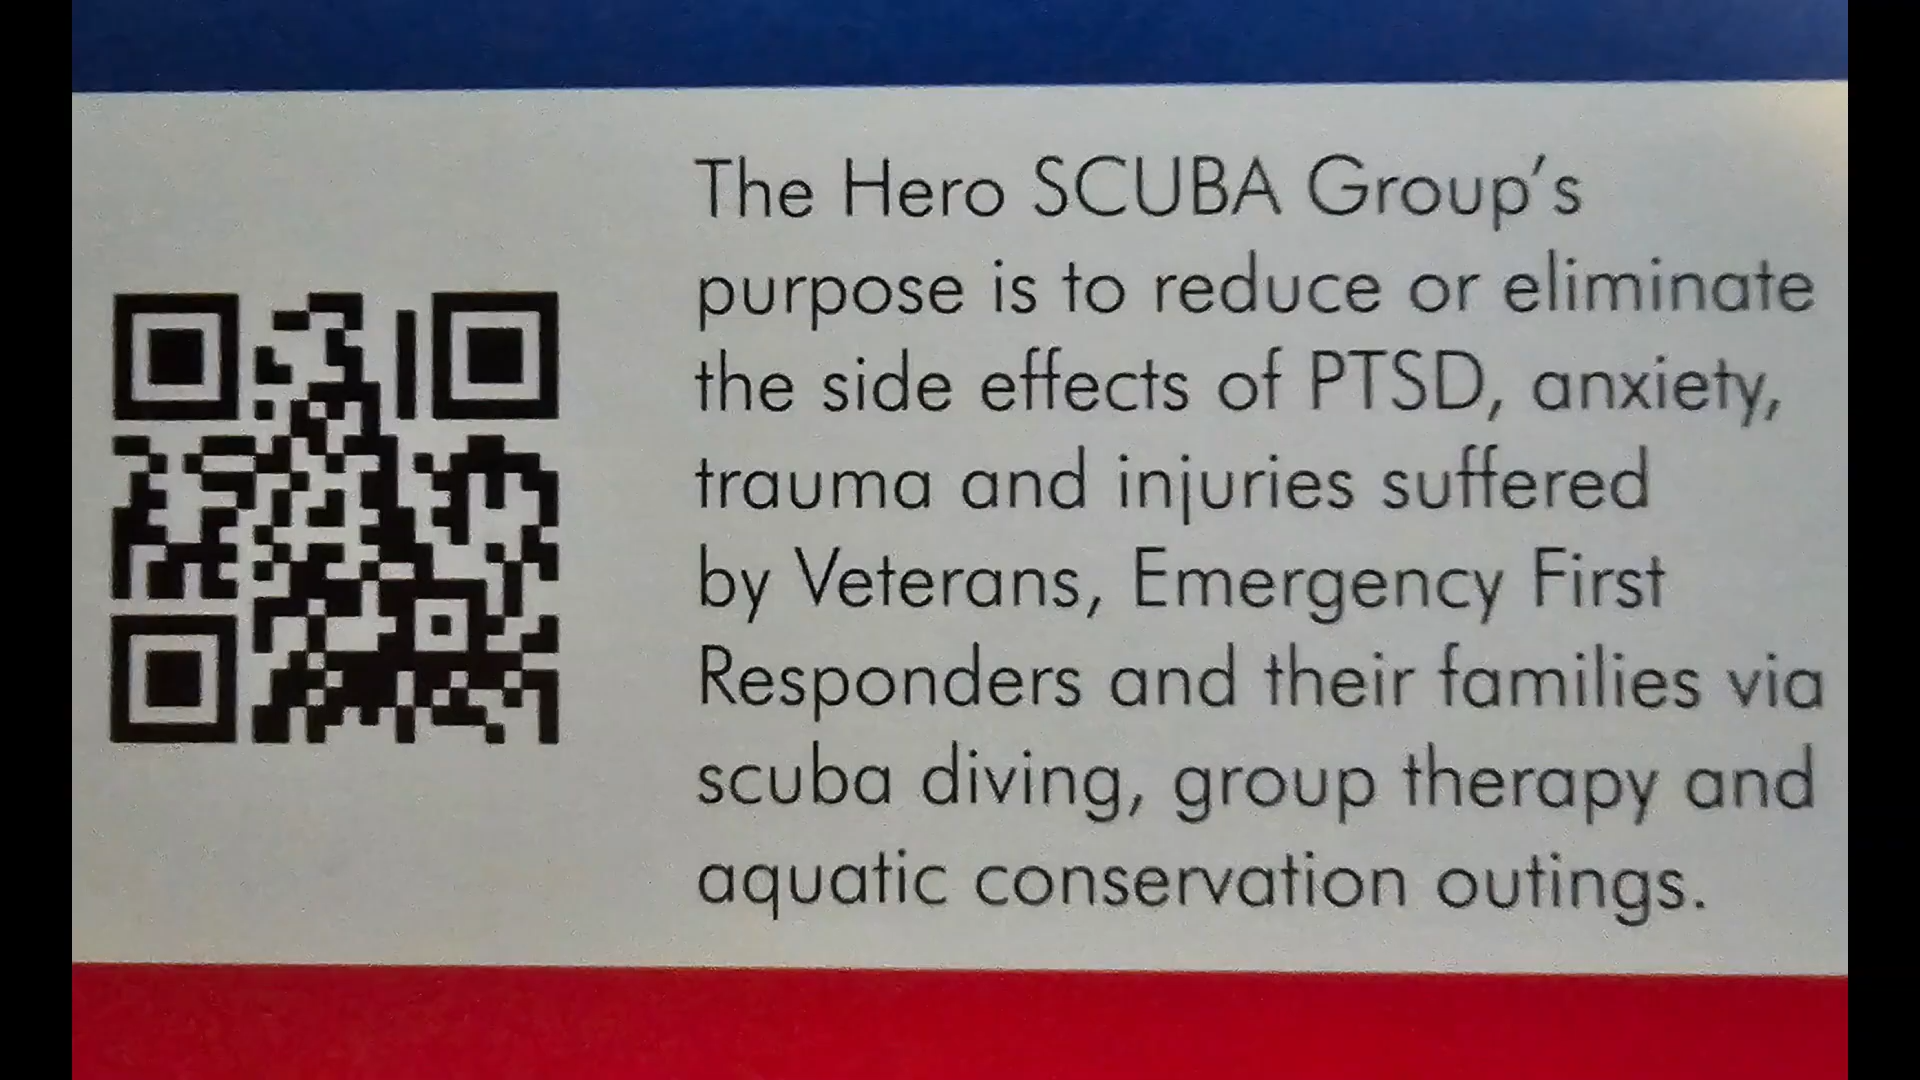 The Hero SCUBA Group’s
purpose is to reduce or eliminate
the side effects of PTSD, anxiety,
trauma and injuries suffered
by Veterans, Emergency First
Responders and their families via
scuba diving, group therapy and
aquatic conservation outings.